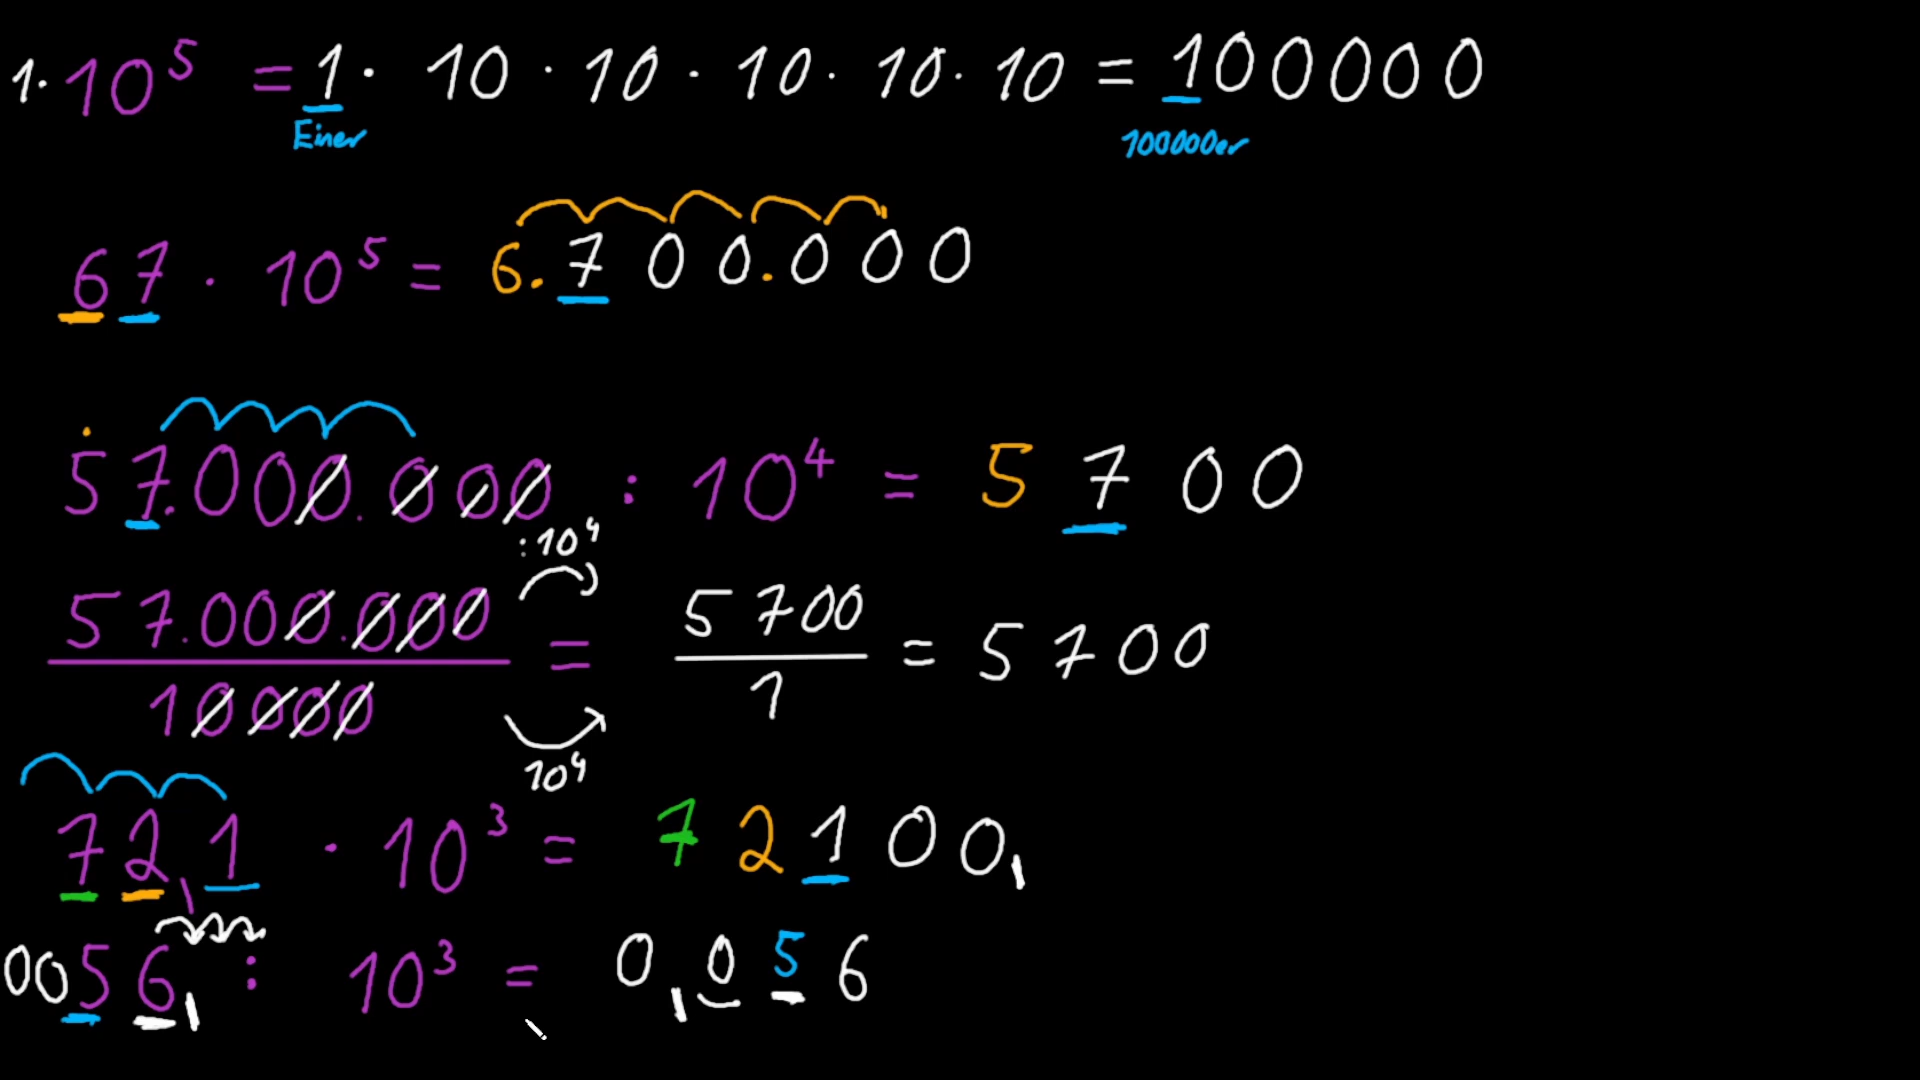 1· 10⁵ = 1 · 10 · 10 · 10 · 10 · 10 = 100000
Einer 100000er
67 · 10⁵ = 6.700.000
57.000.000 : 10⁴ = 5700
:10⁴
57.000.000 / 10000 = 5700 / 1 = 5700
10⁴
72,1 · 10³ = 72100,
0056, : 10³ = 0,056